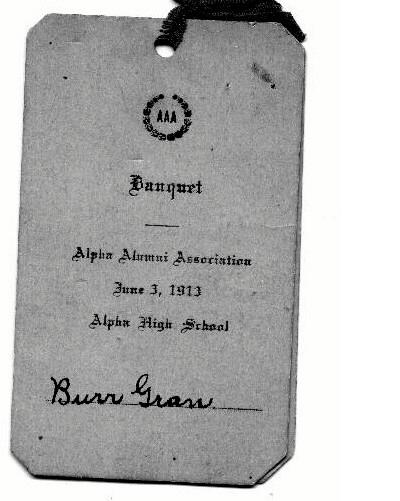 AAA
Banquet
Alpha Alumni Association
June 3, 1913
Alpha High School
Burr Gran